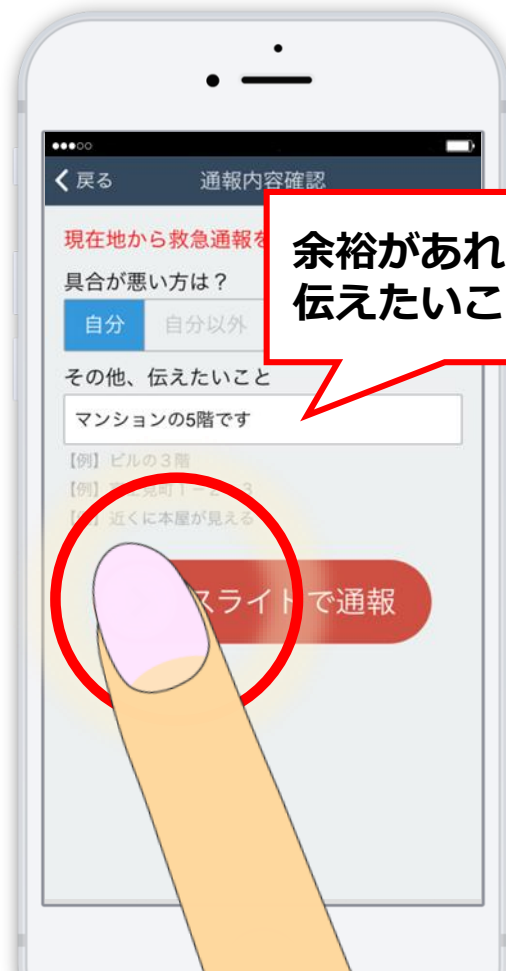 戻る
通報内容確認
現在地から救急通報を
余裕があれ
伝えたいこ
具合が悪い方は?
自分
自分以外
その他、伝えたいこと
マンションの5階です
【例】ビルの3階
【例】
【例】近くに本屋が見える
スライドで通報